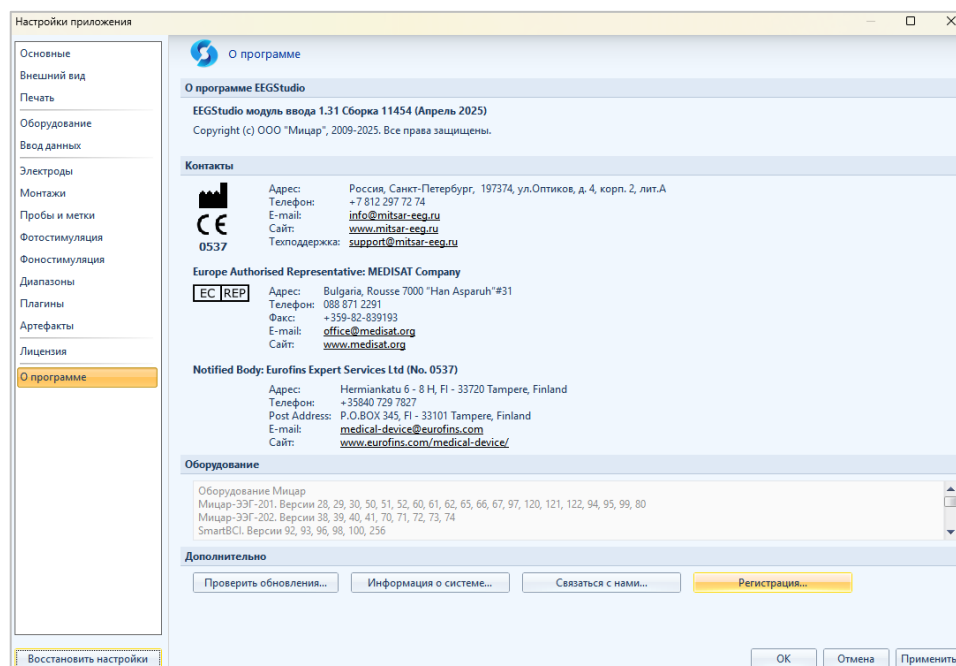 Настройки приложения
Основные
Внешний вид
Печать
Оборудование
Ввод данных
Электроды
Монтажи
Пробы и метки
Фотостимуляция
Фоностимуляция
Диапазоны
Плагины
Артефакты
Лицензия
О программе
Восстановить настройки
О программе
О программе EEGStudio
EEGStudio модуль ввода 1.31 Сборка 11454 (Апрель 2025)
Copyright (c) ООО "Мицар", 2009-2025. Все права защищены.
Контакты
CE
0537
Адрес: Россия, Санкт-Петербург, 197374, ул.Оптиков, д. 4, корп. 2, лит.А
Телефон: +7 812 297 72 74
E-mail: info@mitsar-eeg.ru
Сайт: www.mitsar-eeg.ru
Техподдержка: support@mitsar-eeg.ru
Europe Authorised Representative: MEDISAT Company
EC REP
Адрес: Bulgaria, Rousse 7000 "Han Asparuh"#31
Телефон: 088 871 2291
Факс: +359-82-839193
E-mail: office@medisat.org
Сайт: www.medisat.org
Notified Body: Eurofins Expert Services Ltd (No. 0537)
Адрес: Hermiankatu 6 - 8 H, FI - 33720 Tampere, Finland
Телефон: +35840 729 7827
Post Address: P.O.BOX 345, FI - 33101 Tampere, Finland
E-mail: medical-device@eurofins.com
Сайт: www.eurofins.com/medical-device/
Оборудование
Оборудование Мицар
Мицар-ЭЭГ-201. Версии 28, 29, 30, 50, 51, 52, 60, 61, 62, 65, 66, 67, 97, 120, 121, 122, 94, 95, 99, 80
Мицар-ЭЭГ-202. Версии 38, 39, 40, 41, 70, 71, 72, 73, 74
SmartBCI. Версии 92, 93, 96, 98, 100, 256
Дополнительно
Проверить обновления...
Информация о системе...
Связаться с нами...
Регистрация...
OK
Отмена
Применить